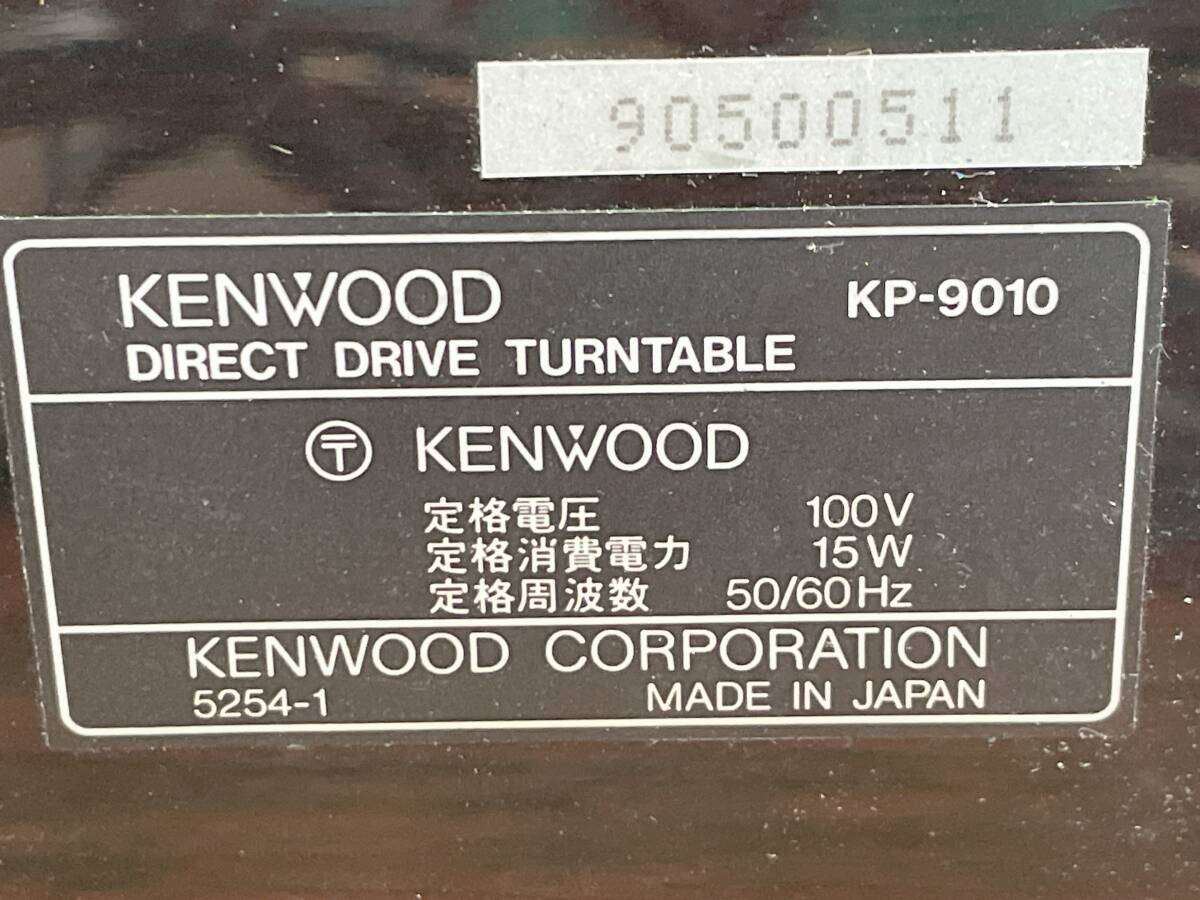 90500511
KENWOOD KP-9010
DIRECT DRIVE TURNTABLE
〒 KENWOOD
定格電圧 100V
定格消費電力 15W
定格周波数 50/60Hz
KENWOOD CORPORATION
5254-1 MADE IN JAPAN